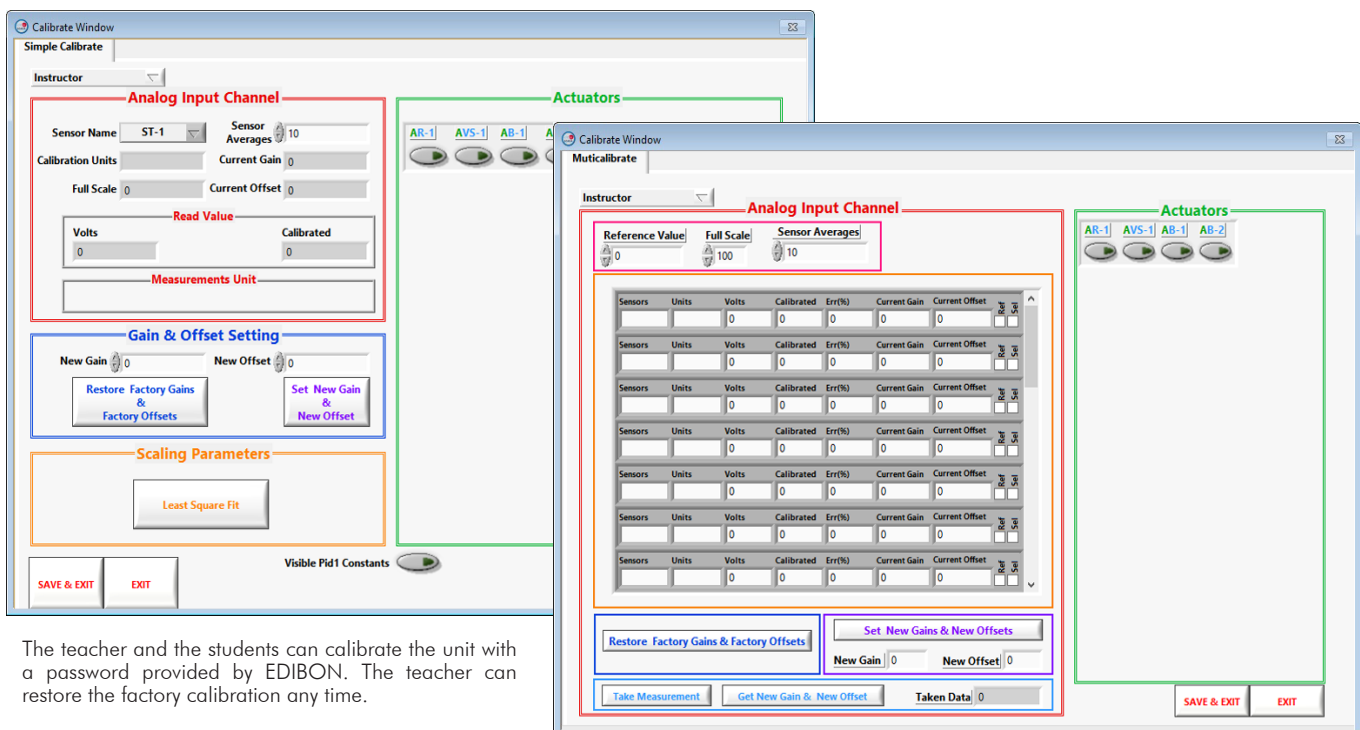 Calibrate Window
Simple Calibrate
Instructor
Analog Input Channel
Sensor Name ST-1 Sensor Averages 10
Calibration Units Current Gain 0
Full Scale 0 Current Offset 0
Read Value
Volts Calibrated
0 0
Measurements Unit
Gain & Offset Setting
New Gain 0 New Offset 0
Restore Factory Gains
&
Factory Offsets
Set New Gain
&
New Offset
Scaling Parameters
Least Square Fit
SAVE & EXIT EXIT
Visible Pid1 Constants
Actuators
AR-1 AVS-1 AB-1 A
Calibrate Window
Muticalibrate
Instructor
Analog Input Channel
Reference Value Full Scale Sensor Averages
0 100 10
Sensors Units Volts Calibrated Err(%) Current Gain Current Offset Ref Sel
0 0 0 0 0
Sensors Units Volts Calibrated Err(%) Current Gain Current Offset Ref Sel
0 0 0 0 0
Sensors Units Volts Calibrated Err(%) Current Gain Current Offset Ref Sel
0 0 0 0 0
Sensors Units Volts Calibrated Err(%) Current Gain Current Offset Ref Sel
0 0 0 0 0
Sensors Units Volts Calibrated Err(%) Current Gain Current Offset Ref Sel
0 0 0 0 0
Sensors Units Volts Calibrated Err(%) Current Gain Current Offset Ref Sel
0 0 0 0 0
Sensors Units Volts Calibrated Err(%) Current Gain Current Offset Ref Sel
0 0 0 0 0
Restore Factory Gains & Factory Offsets
Set New Gains & New Offsets
New Gain 0 New Offset 0
Take Measurement Get New Gain & New Offset Taken Data 0
Actuators
AR-1 AVS-1 AB-1 AB-2
SAVE & EXIT EXIT
The teacher and the students can calibrate the unit with
a password provided by EDIBON. The teacher can
restore the factory calibration any time.